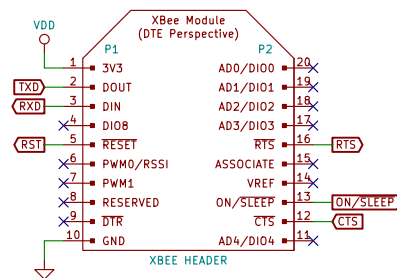 XBee Module
(DTE Perspective)
VDD
P1
P2
1 3V3
AD0/DIO0 20
TXD 2 DOUT
AD1/DIO1 19
RXD 3 DIN
AD2/DIO2 18
4 DIO8
AD3/DIO3 17
RST 5 RESET
RTS 16 RTS
6 PWM0/RSSI
ASSOCIATE 15
7 PWM1
VREF 14
8 RESERVED
ON/SLEEP 13 ON/SLEEP
9 DTR
CTS 12 CTS
10 GND
AD4/DIO4 11
XBEE HEADER